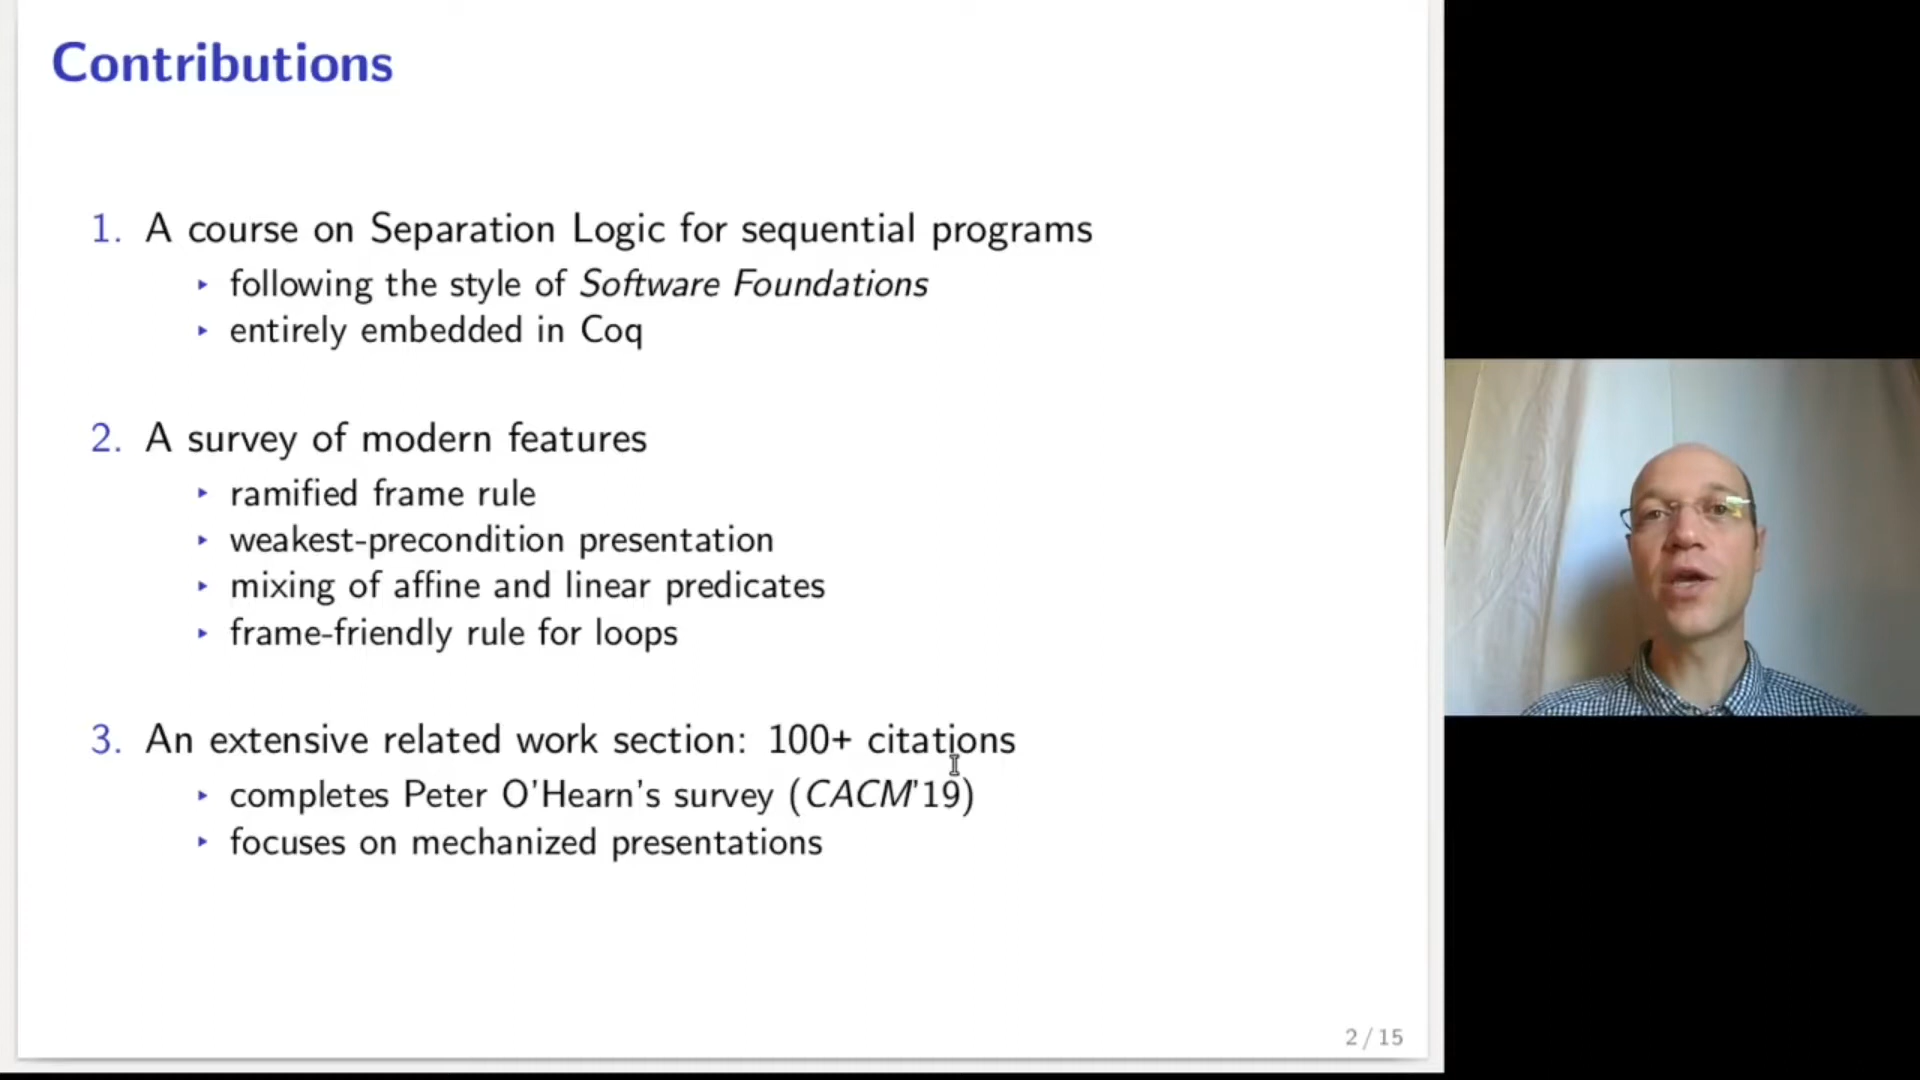 Contributions
1. A course on Separation Logic for sequential programs
‣ following the style of Software Foundations
‣ entirely embedded in Coq
2. A survey of modern features
‣ ramified frame rule
‣ weakest-precondition presentation
‣ mixing of affine and linear predicates
‣ frame-friendly rule for loops
3. An extensive related work section: 100+ citations
‣ completes Peter O'Hearn's survey (CACM'19)
‣ focuses on mechanized presentations
2 / 15